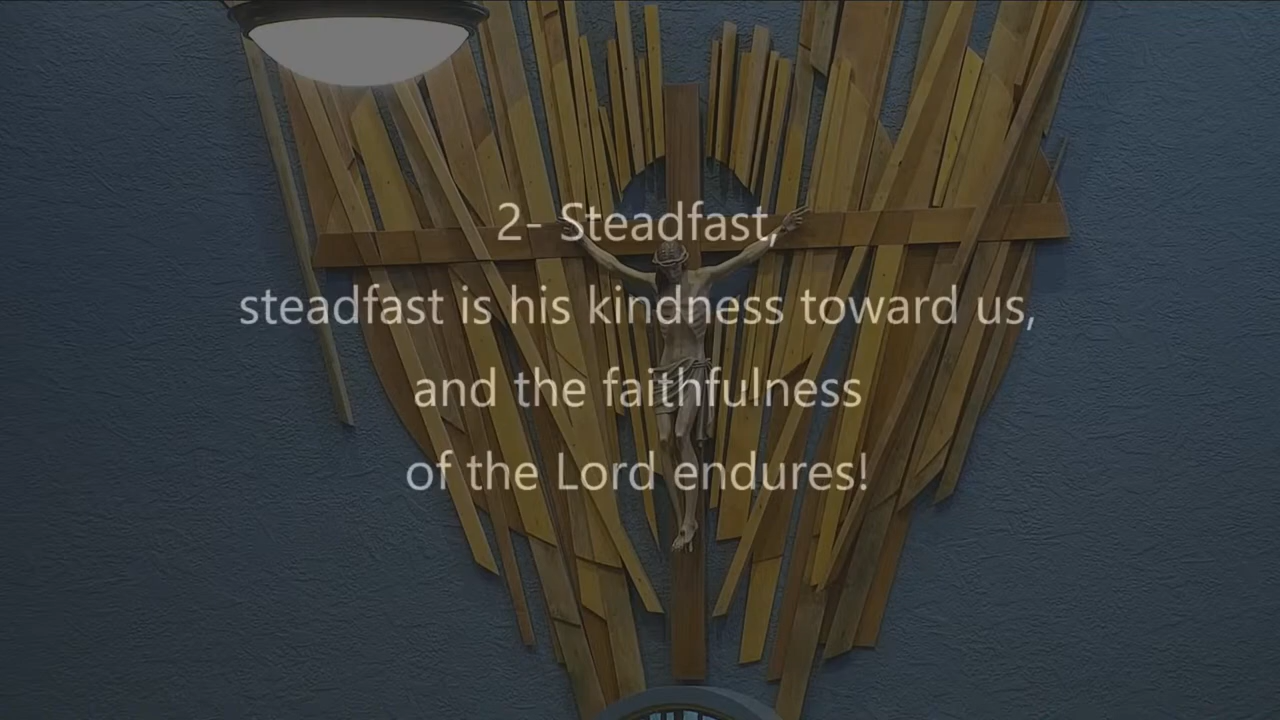 2- Steadfast,
steadfast is his kindness toward us,
and the faithfulness
of the Lord endures!